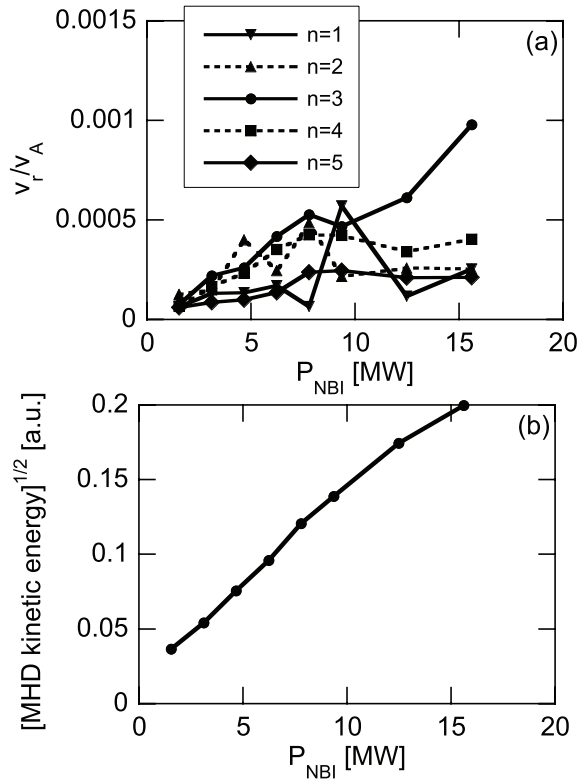 0.0015
(a)
n=1
n=2
0.001
n=3
n=4
n=5
v_r/v_A
0.0005
0
0 5 10 15 20
P_NBI [MW]
0.2
(b)
0.15
0.1
0.05
0
[MHD kinetic energy]^1/2 [a.u.]
0 5 10 15 20
P_NBI [MW]